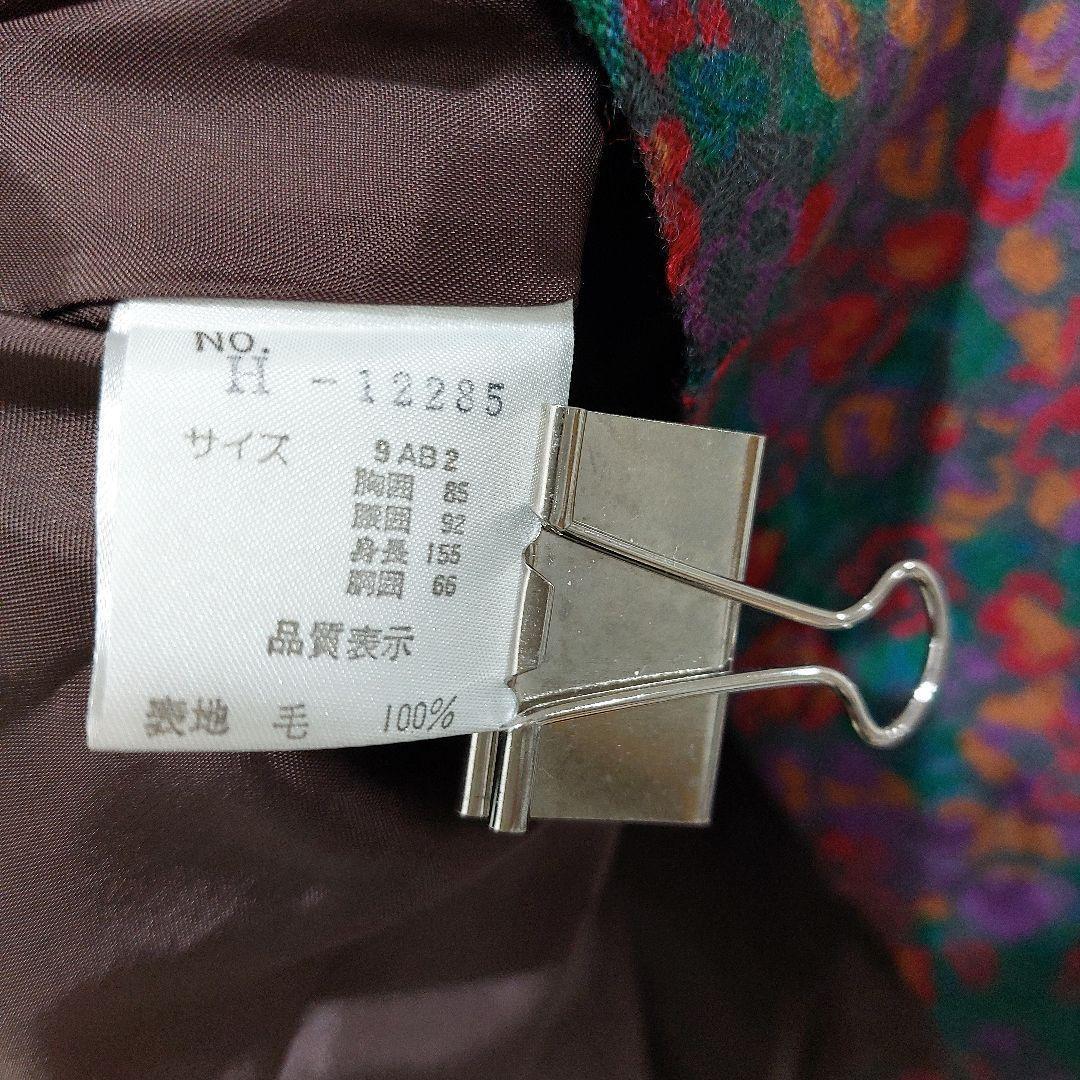 NO.
H - 12285
サイズ 9AB2
胸囲 85
腰囲 92
身長 155
胴囲 66
品質表示
表地 毛 100%